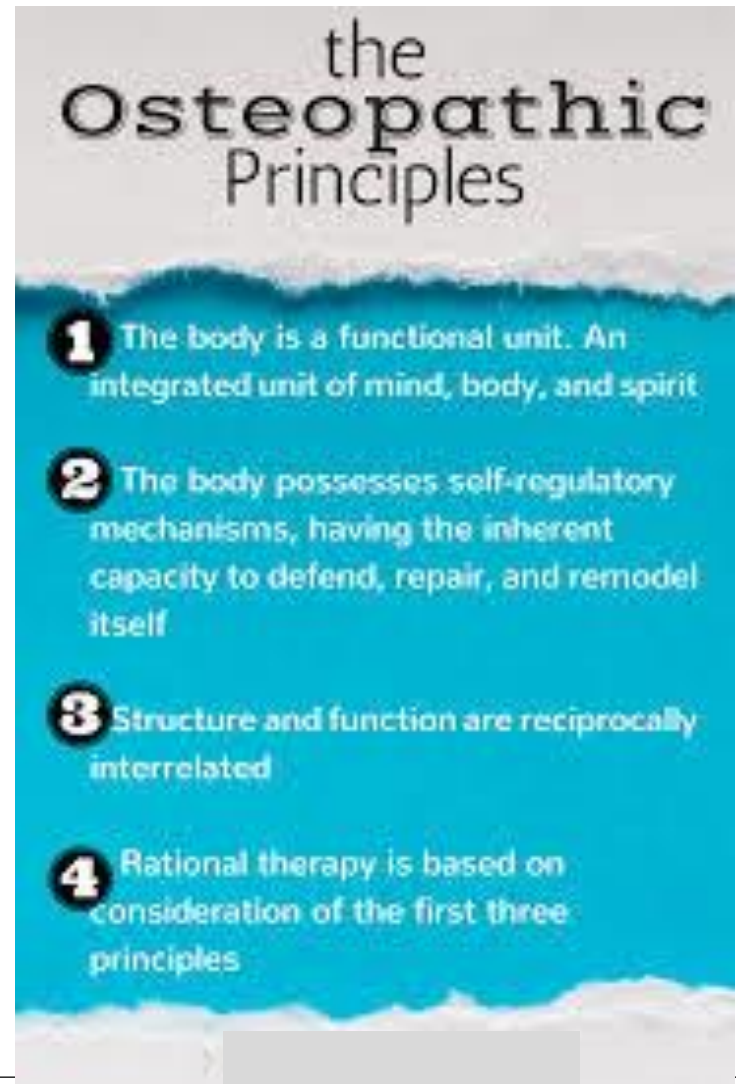 the
Osteopathic
Principles
1 The body is a functional unit. An
integrated unit of mind, body, and spirit
2 The body possesses self-regulatory
mechanisms, having the inherent
capacity to defend, repair, and remodel
itself
3 Structure and function are reciprocally
interrelated
4 Rational therapy is based on
consideration of the first three
principles